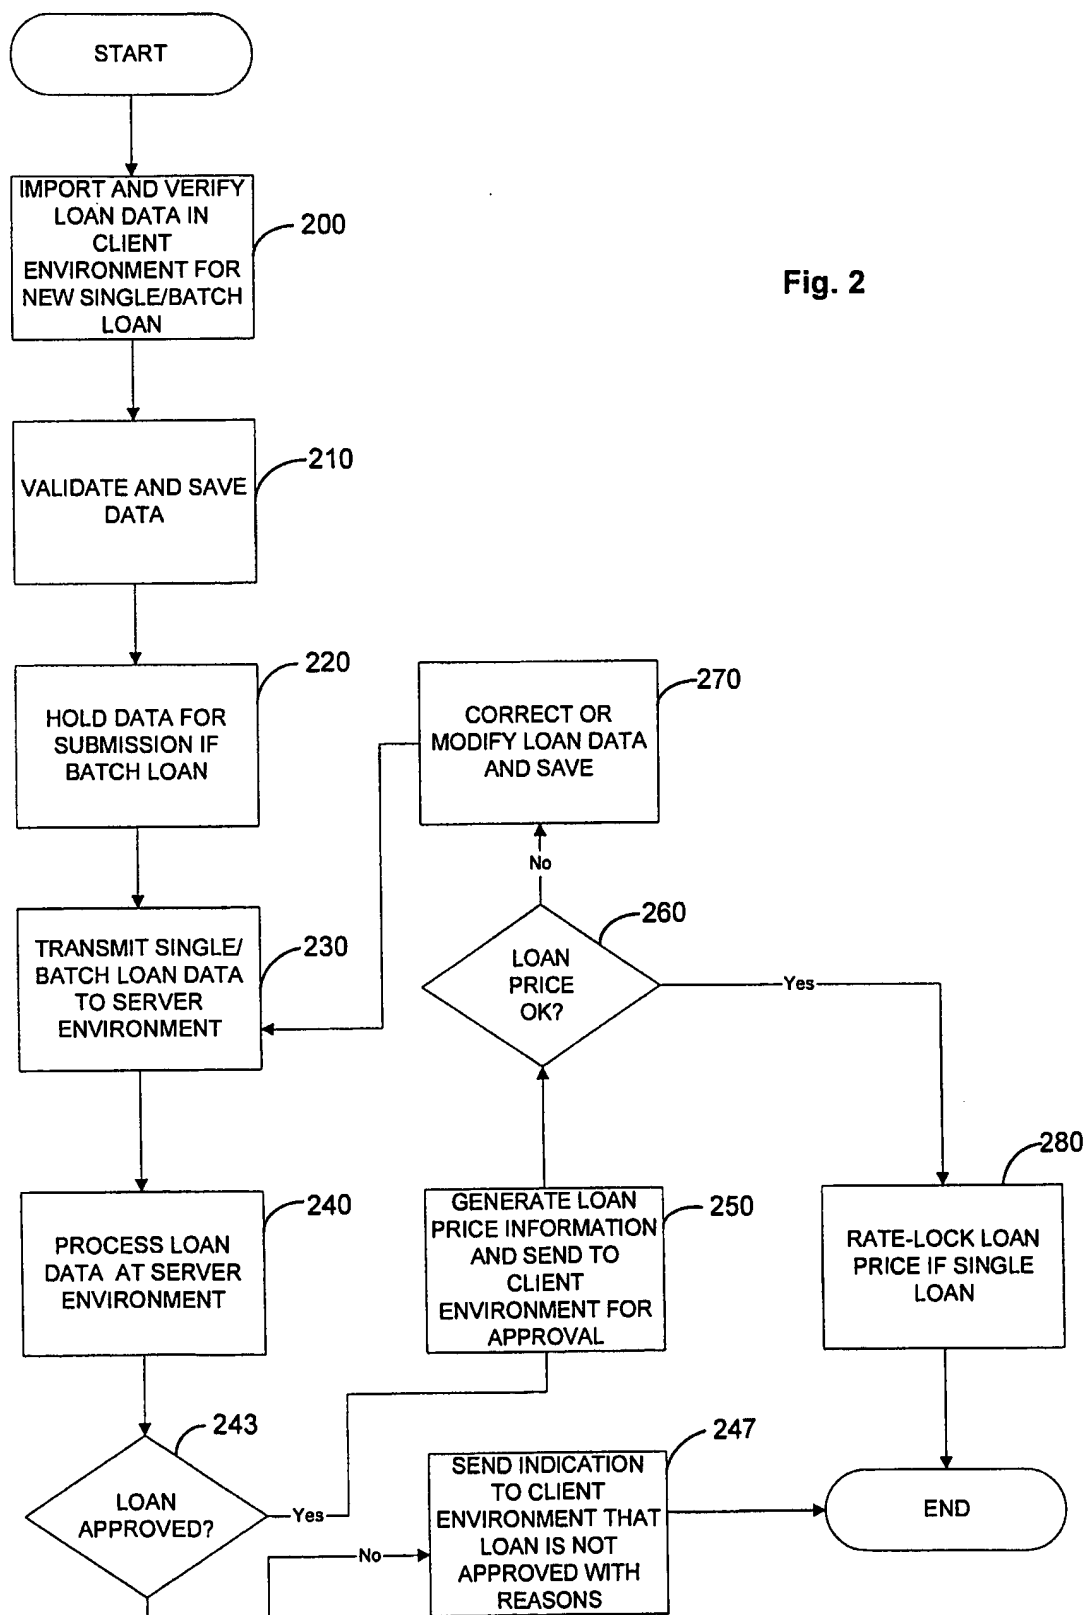 START
IMPORT AND VERIFY
LOAN DATA IN
CLIENT
ENVIRONMENT FOR
NEW SINGLE/BATCH
LOAN
200
Fig. 2
VALIDATE AND SAVE
DATA
210
HOLD DATA FOR
SUBMISSION IF
BATCH LOAN
220
CORRECT OR
MODIFY LOAN DATA
AND SAVE
270
No
TRANSMIT SINGLE/
BATCH LOAN DATA
TO SERVER
ENVIRONMENT
230
LOAN
PRICE
OK?
260
Yes
PROCESS LOAN
DATA AT SERVER
ENVIRONMENT
240
GENERATE LOAN
PRICE INFORMATION
AND SEND TO
CLIENT
ENVIRONMENT FOR
APPROVAL
250
RATE-LOCK LOAN
PRICE IF SINGLE
LOAN
280
LOAN
APPROVED?
243
Yes
No
SEND INDICATION
TO CLIENT
ENVIRONMENT THAT
LOAN IS NOT
APPROVED WITH
REASONS
247
END